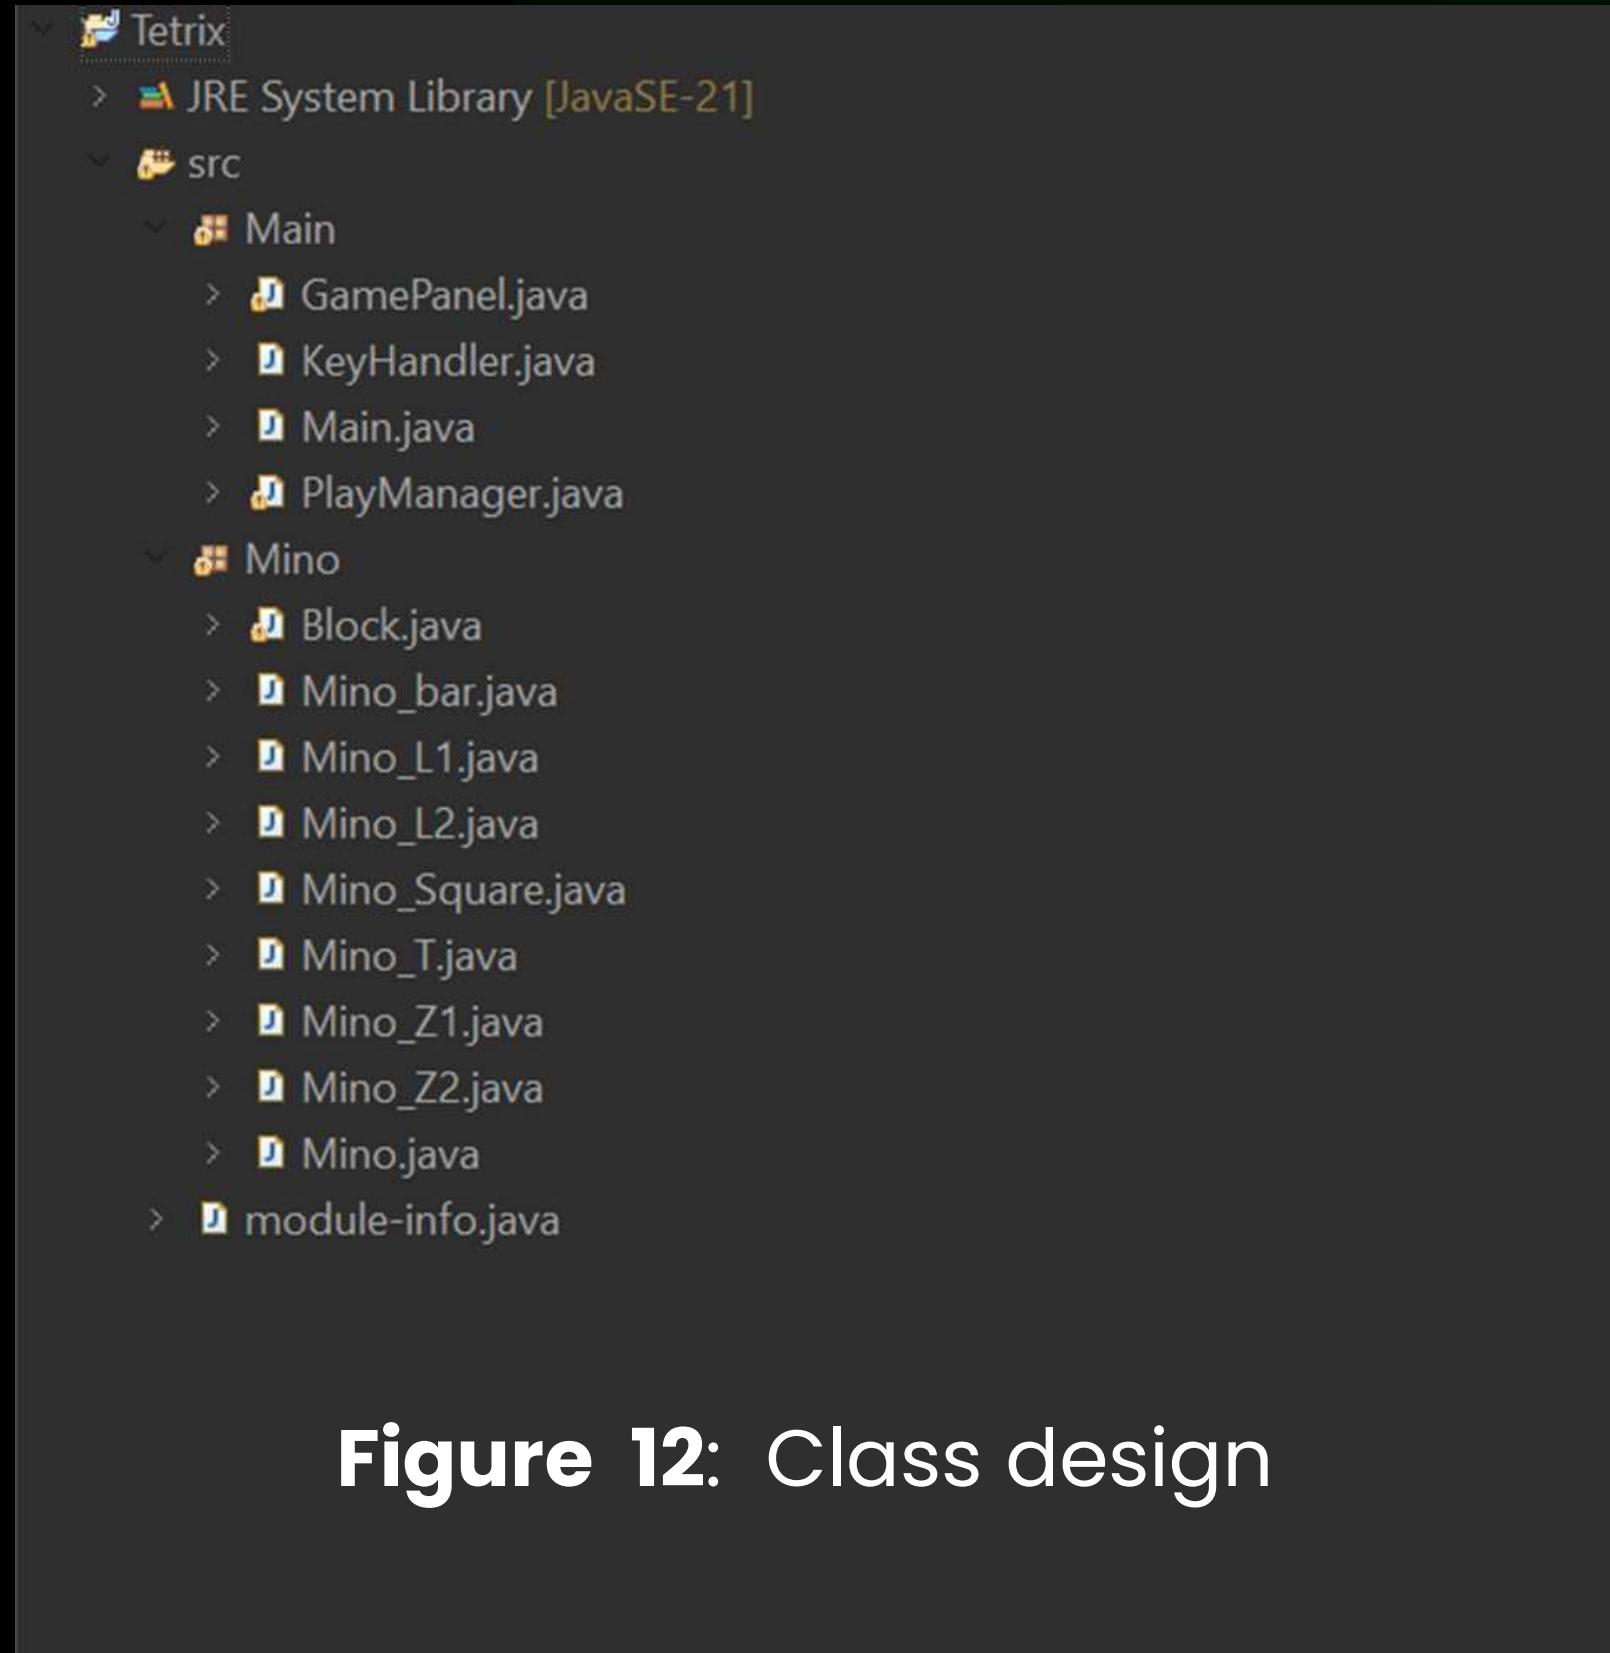 Tetrix
JRE System Library [JavaSE-21]
src
Main
GamePanel.java
KeyHandler.java
Main.java
PlayManager.java
Mino
Block.java
Mino_bar.java
Mino_L1.java
Mino_L2.java
Mino_Square.java
Mino_T.java
Mino_Z1.java
Mino_Z2.java
Mino.java
module-info.java
Figure 12: Class design